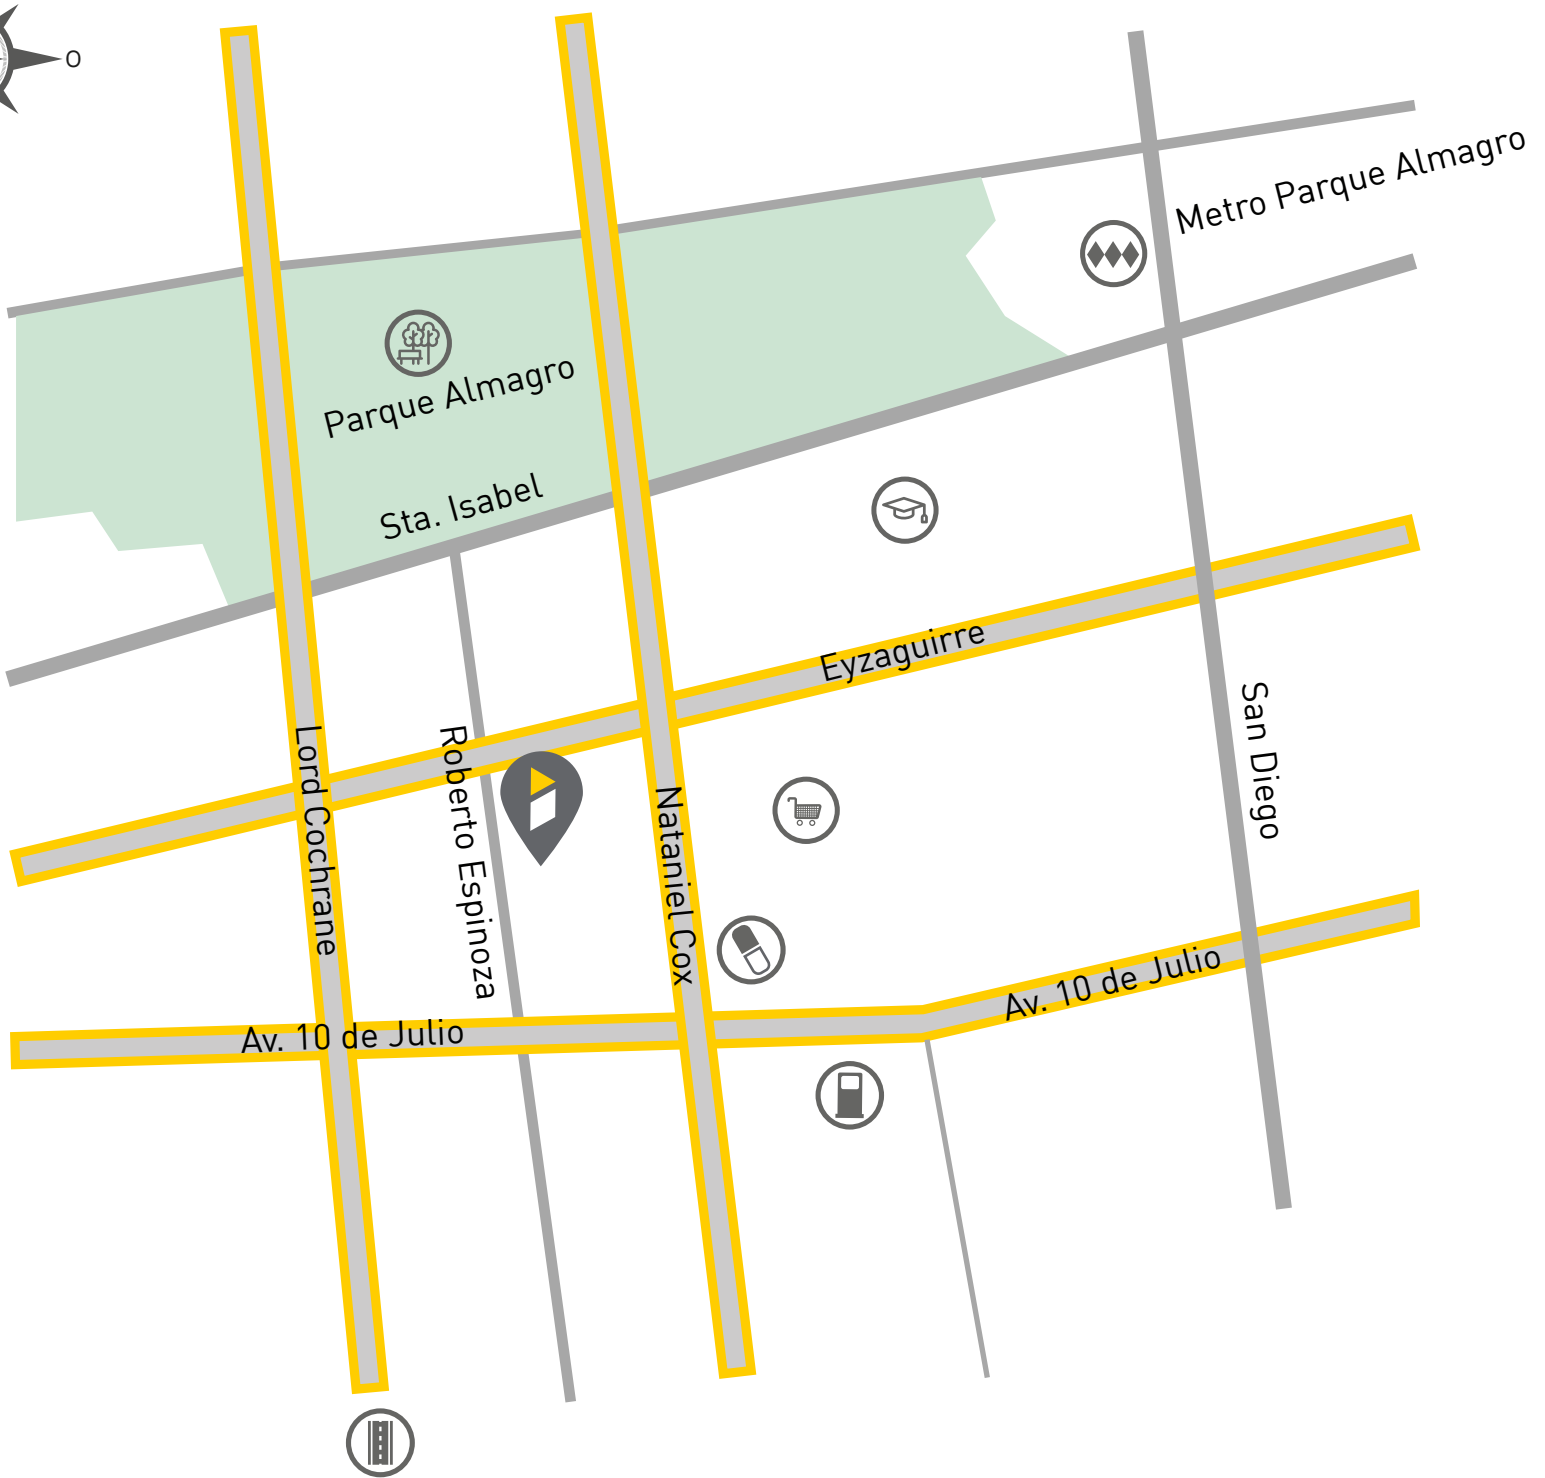 O
Metro Parque Almagro
Parque Almagro
Sta. Isabel
Eyzaguirre
Lord Cochrane
Roberto Espinoza
Nataniel Cox
San Diego
Av. 10 de Julio
Av. 10 de Julio